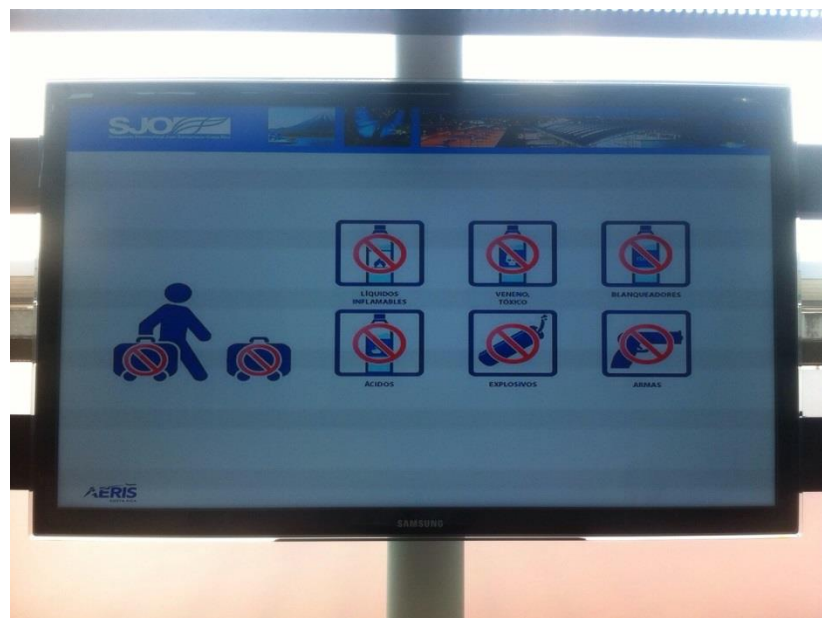 SJO
LÍQUIDOS
INFLAMABLES
VENENO,
TÓXICO
BLANQUEADORES
ÁCIDOS
EXPLOSIVOS
ARMAS
AERIS
SAMSUNG